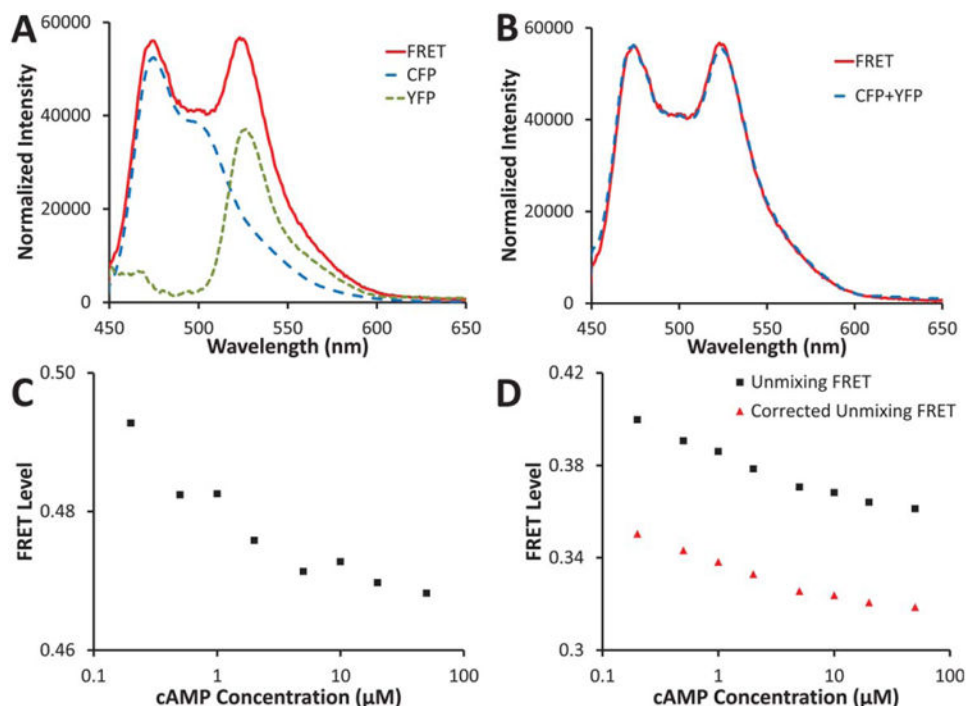 A
60000
40000
20000
0
Normalized Intensity
450 500 550 600 650
Wavelength (nm)
FRET
CFP
YFP
B
60000
40000
20000
0
Normalized Intensity
450 500 550 600 650
Wavelength (nm)
FRET
CFP+YFP
C
0.50
0.48
0.46
FRET Level
0.1 1 10 100
cAMP Concentration (µM)
D
0.42
0.38
0.34
0.3
FRET Level
0.1 1 10 100
cAMP Concentration (µM)
Unmixing FRET
Corrected Unmixing FRET